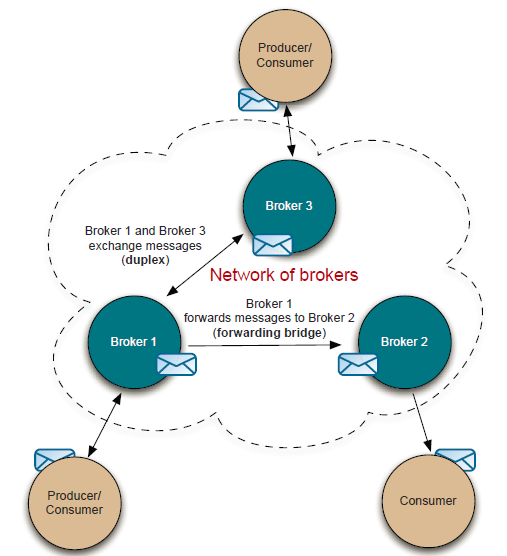 Producer/
Consumer
Broker 3
Broker 1 and Broker 3
exchange messages
(duplex)
Network of brokers
Broker 1
forwards messages to Broker 2
(forwarding bridge)
Broker 1
Broker 2
Producer/
Consumer
Consumer